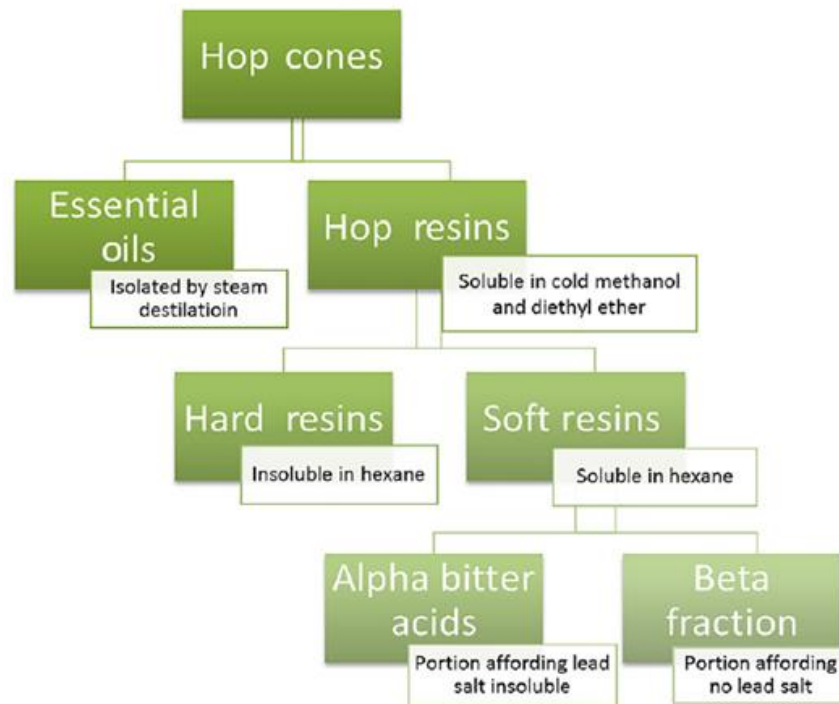 Hop cones
Essential
oils
Isolated by steam
destilatioin
Hop resins
Soluble in cold methanol
and diethyl ether
Hard resins
Insoluble in hexane
Soft resins
Soluble in hexane
Alpha bitter
acids
Portion affording lead
salt insoluble
Beta
fraction
Portion affording
no lead salt